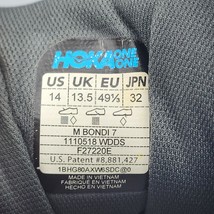 HOKA ONE ONE
US UK EU JPN
14 13.5 49⅓ 32
M BONDI 7
1110518 WDDS
F27220E
U.S. Patent #8,881,427
1BHG80AXW6SDC@0
MADE IN VIETNAM
FABRIQUÉ AU VIETNAM
HECHO EN VIETNAM